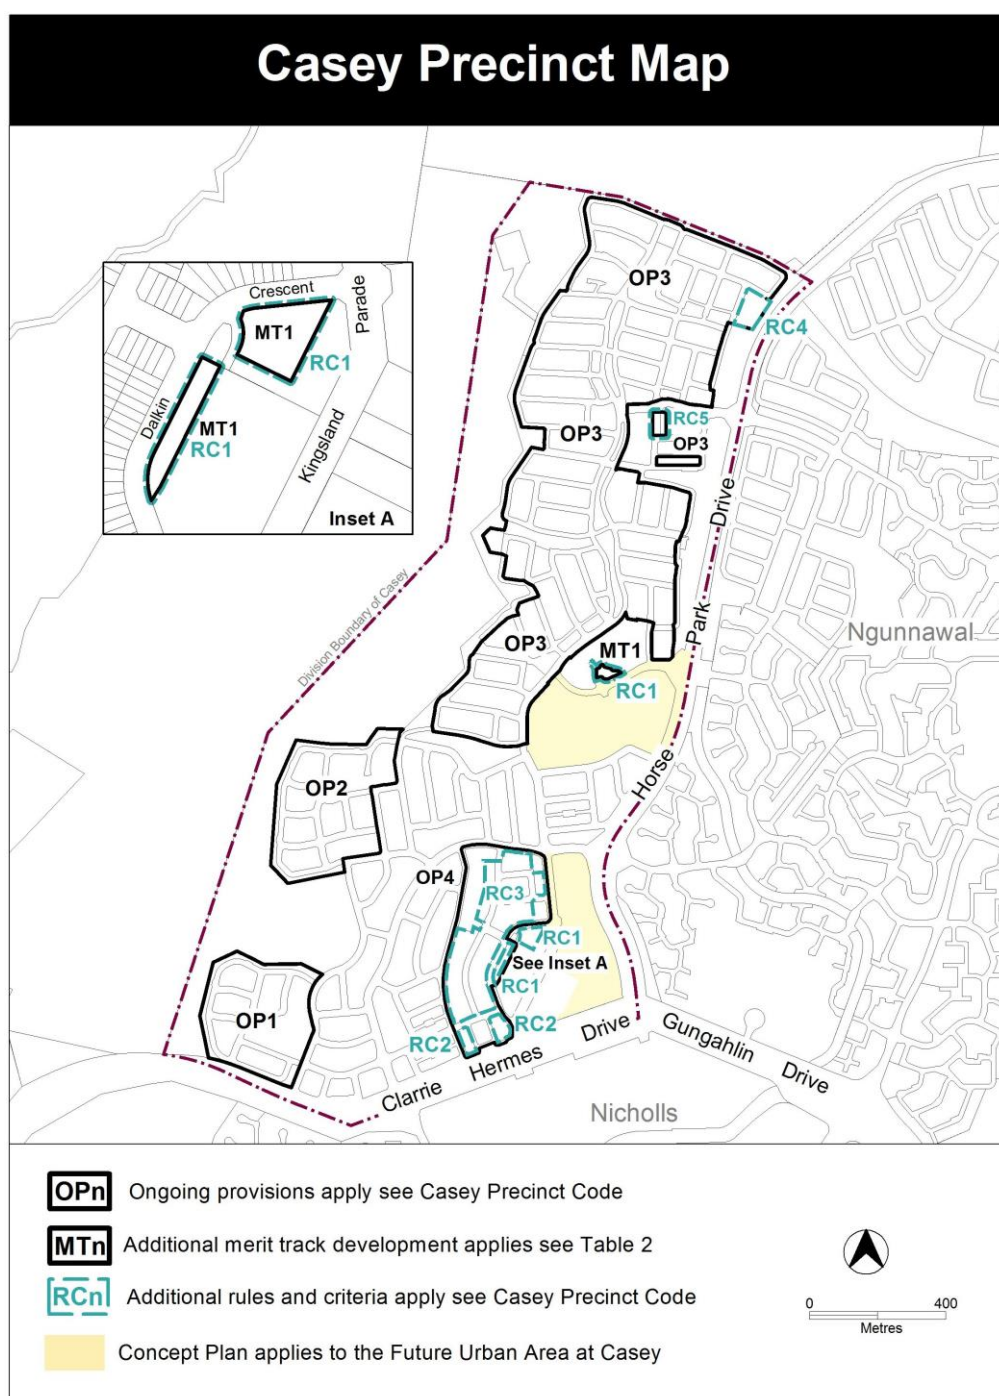 Casey Precinct Map
Crescent
Parade
MT1
RC1
Dalkin
MT1
RC1
Kingsland
Inset A
OP3
RC4
RC5
OP3
OP3
Drive
Division Boundary of Casey
OP3
MT1
RC1
Park
Ngunnawal
Horse
OP2
OP4
RC3
RC1
See Inset A
RC1
OP1
RC2
RC2
Clarrie Hermes Drive
Gungahlin Drive
Nicholls
OPn Ongoing provisions apply see Casey Precinct Code
MTn Additional merit track development applies see Table 2
RCn Additional rules and criteria apply see Casey Precinct Code
Concept Plan applies to the Future Urban Area at Casey
0 400
Metres